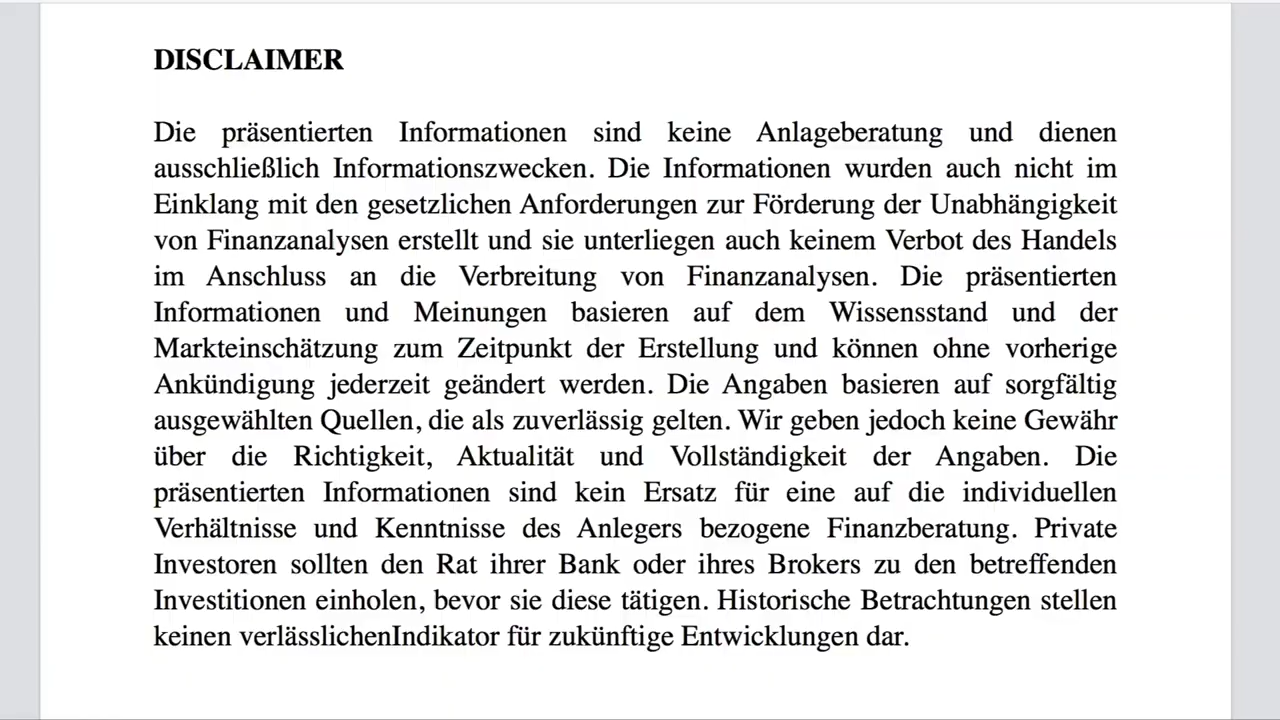 DISCLAIMER
Die präsentierten Informationen sind keine Anlageberatung und dienen
ausschließlich Informationszwecken. Die Informationen wurden auch nicht im
Einklang mit den gesetzlichen Anforderungen zur Förderung der Unabhängigkeit
von Finanzanalysen erstellt und sie unterliegen auch keinem Verbot des Handels
im Anschluss an die Verbreitung von Finanzanalysen. Die präsentierten
Informationen und Meinungen basieren auf dem Wissensstand und der
Markteinschätzung zum Zeitpunkt der Erstellung und können ohne vorherige
Ankündigung jederzeit geändert werden. Die Angaben basieren auf sorgfältig
ausgewählten Quellen, die als zuverlässig gelten. Wir geben jedoch keine Gewähr
über die Richtigkeit, Aktualität und Vollständigkeit der Angaben. Die
präsentierten Informationen sind kein Ersatz für eine auf die individuellen
Verhältnisse und Kenntnisse des Anlegers bezogene Finanzberatung. Private
Investoren sollten den Rat ihrer Bank oder ihres Brokers zu den betreffenden
Investitionen einholen, bevor sie diese tätigen. Historische Betrachtungen stellen
keinen verlässlichenIndikator für zukünftige Entwicklungen dar.